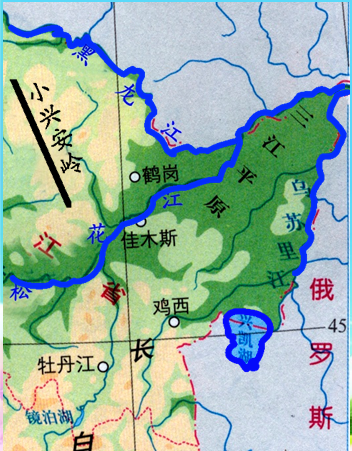 黑龙江
小兴安岭
三江平原
鹤岗
乌苏里江
松花江
佳木斯
江省
俄罗斯
鸡西
兴凯湖
45
长白
牡丹江
镜泊湖